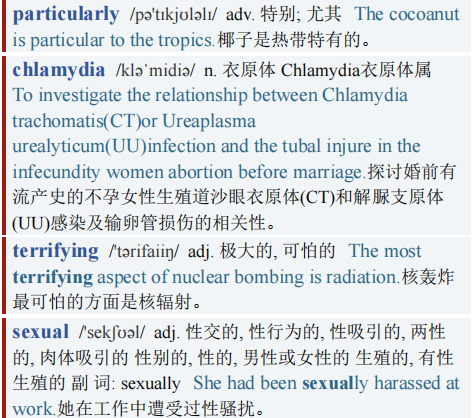 particularly /pə'tɪkjʊləlɪ/ adv. 特别; 尤其 The cocoanut
is particular to the tropics.椰子是热带特有的。
chlamydia /kləˈmidiə/ n. 衣原体 Chlamydia衣原体属
To investigate the relationship between Chlamydia
trachomatis(CT)or Ureaplasma
urealyticum(UU)infection and the tubal injure in the
infecundity women abortion before marriage.探讨婚前有
流产史的不孕女性生殖道沙眼衣原体(CT)和解脲支原体
(UU)感染及输卵管损伤的相关性。
terrifying /'tərifaiiŋ/ adj. 极大的, 可怕的 The most
terrifying aspect of nuclear bombing is radiation.核轰炸
最可怕的方面是核辐射。
sexual /'sekʃʊəl/ adj. 性交的, 性行为的, 性吸引的, 两性
的, 肉体吸引的 性别的, 性的, 男性或女性的 生殖的, 有性
生殖的 副 词: sexually She had been sexually harassed at
work.她在工作中遭受过性骚扰。